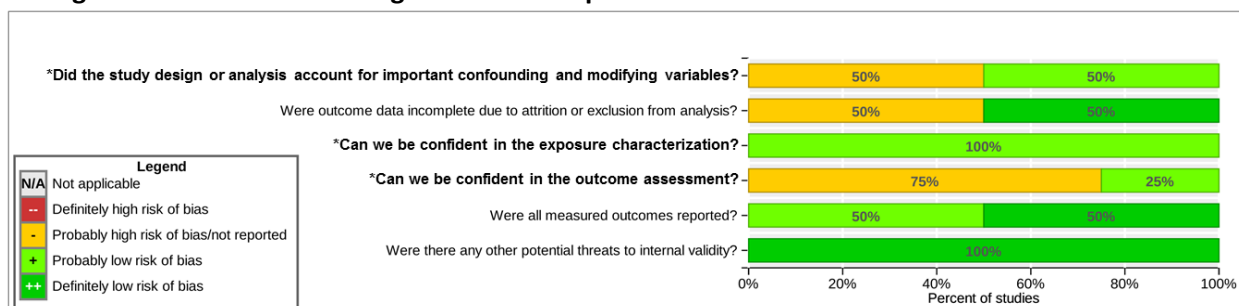 *Did the study design or analysis account for important confounding and modifying variables?
50% 50%
Were outcome data incomplete due to attrition or exclusion from analysis?
50% 50%
*Can we be confident in the exposure characterization?
100%
*Can we be confident in the outcome assessment?
75% 25%
Were all measured outcomes reported?
50% 50%
Were there any other potential threats to internal validity?
100%
0% 20% 40% 60% 80% 100%
Percent of studies
Legend
N/A Not applicable
-- Definitely high risk of bias
- Probably high risk of bias/not reported
+ Probably low risk of bias
++ Definitely low risk of bias